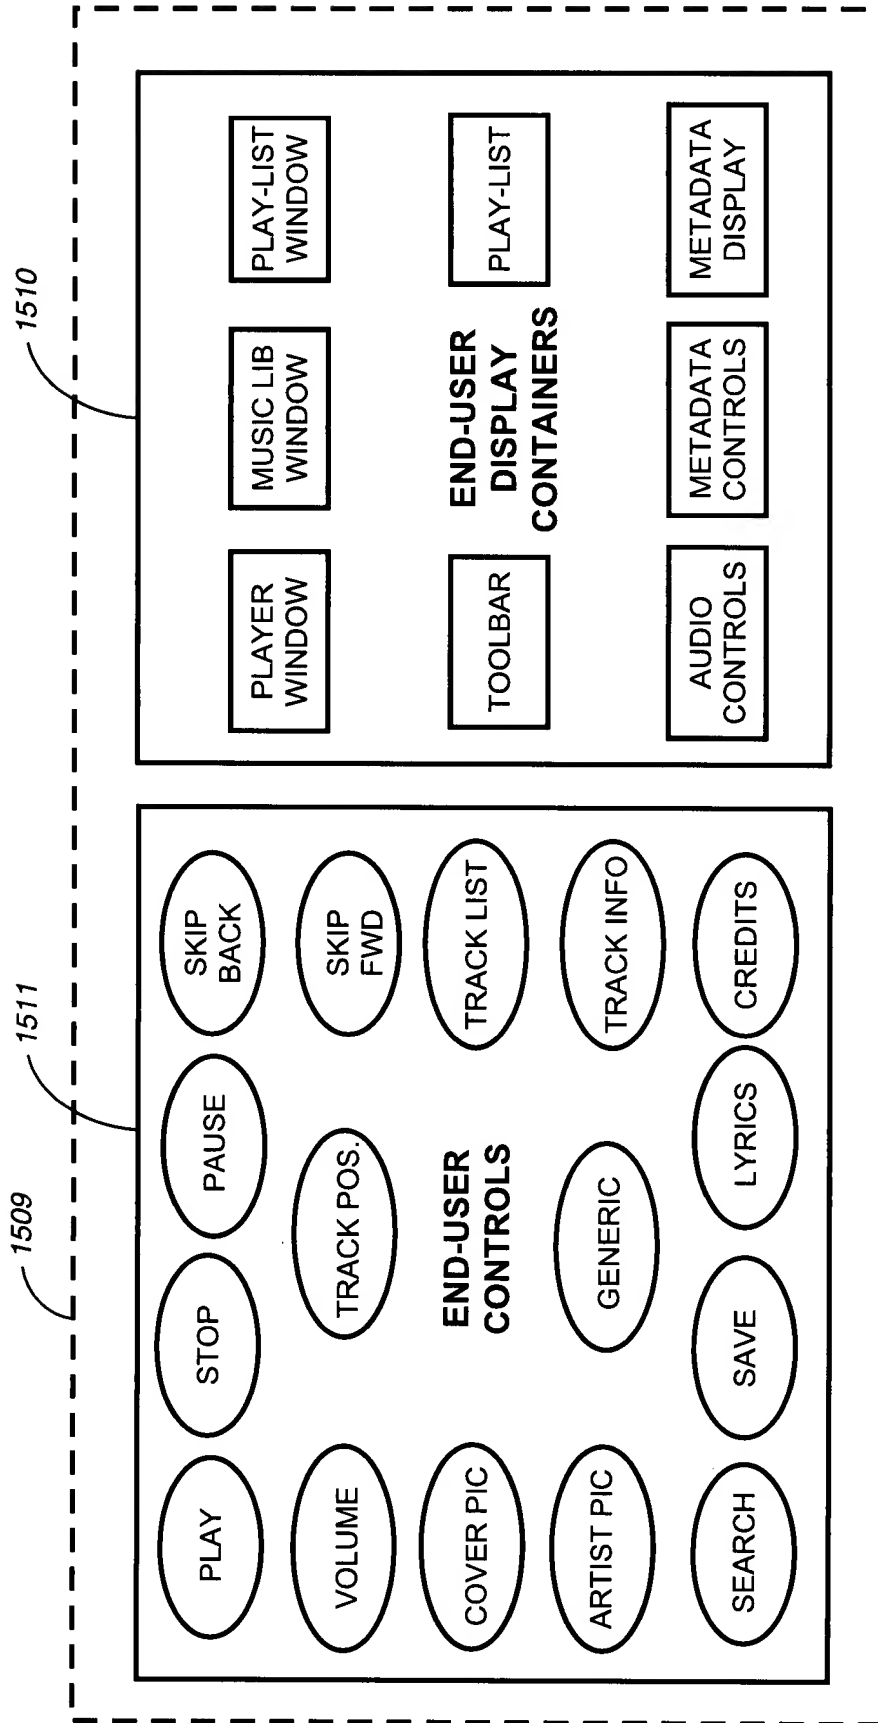 1509
1511
1510
PLAY
STOP
PAUSE
SKIP
BACK
VOLUME
TRACK POS.
SKIP
FWD
COVER PIC
END-USER
CONTROLS
TRACK LIST
ARTIST PIC
GENERIC
TRACK INFO
SEARCH
SAVE
LYRICS
CREDITS
PLAYER
WINDOW
MUSIC LIB
WINDOW
PLAY-LIST
WINDOW
TOOLBAR
END-USER
DISPLAY
CONTAINERS
PLAY-LIST
AUDIO
CONTROLS
METADATA
CONTROLS
METADATA
DISPLAY